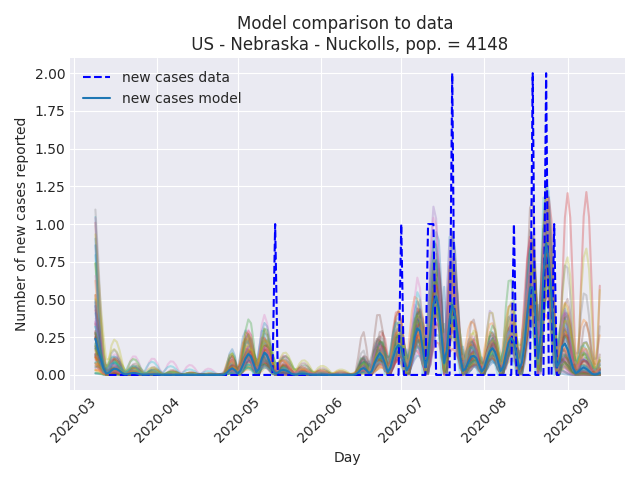 Model comparison to data
US - Nebraska - Nuckolls, pop. = 4148
new cases data
new cases model
Number of new cases reported
2.00
1.75
1.50
1.25
1.00
0.75
0.50
0.25
0.00
2020-03
2020-04
2020-05
2020-06
2020-07
2020-08
2020-09
Day